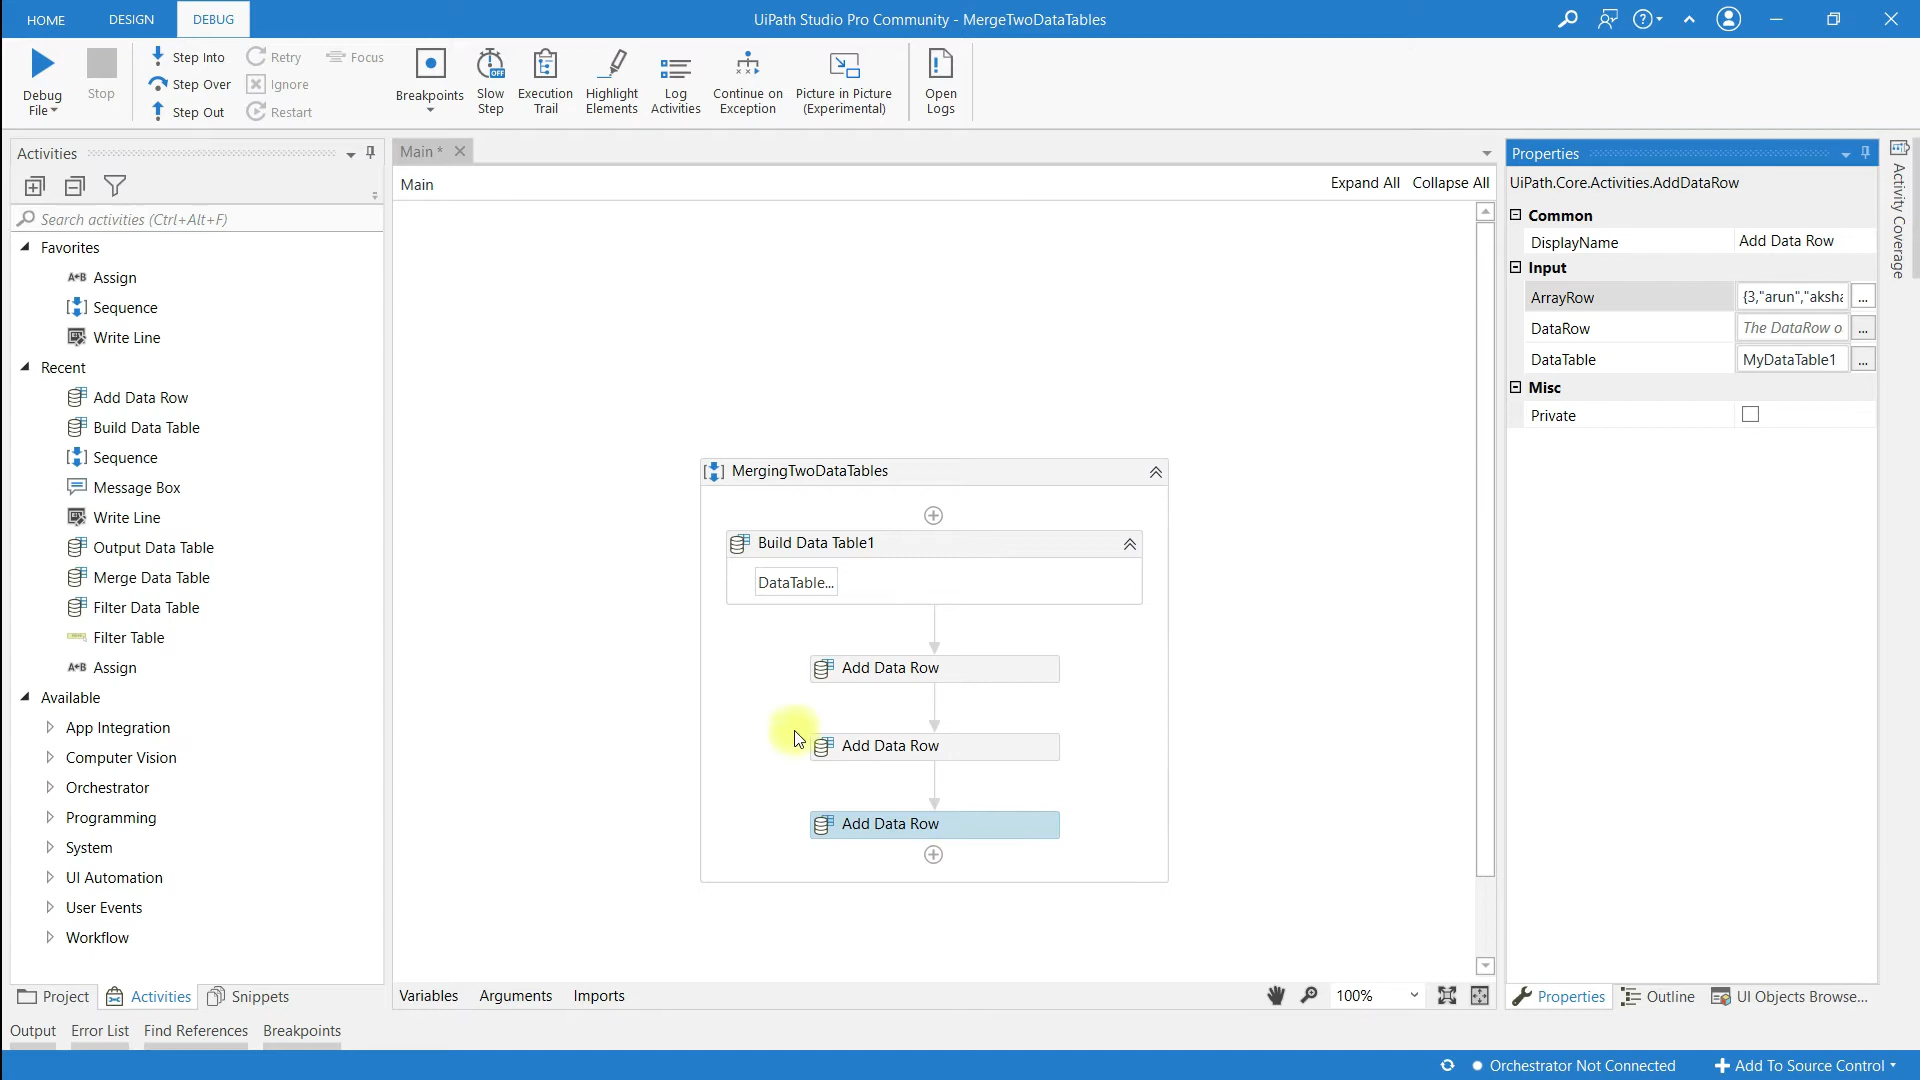 HOME DESIGN DEBUG UiPath Studio Pro Community - MergeTwoDataTables
Debug File
Stop
Step Into
Step Over
Step Out
Retry
Ignore
Restart
Focus
Breakpoints
OFF
Slow Step
Execution Trail
Highlight Elements
Log Activities
Continue on Exception
Picture in Picture (Experimental)
Open Logs
Activities
Search activities (Ctrl+Alt+F)
Favorites
Assign
Sequence
Write Line
Recent
Add Data Row
Build Data Table
Sequence
Message Box
Write Line
Output Data Table
Merge Data Table
Filter Data Table
Filter Table
Assign
Available
App Integration
Computer Vision
Orchestrator
Programming
System
UI Automation
User Events
Workflow
Project Activities Snippets
Main *
Main
Expand All Collapse All
MergingTwoDataTables
Build Data Table1
DataTable...
Add Data Row
Add Data Row
Add Data Row
Variables Arguments Imports
100%
Properties
UiPath.Core.Activities.AddDataRow
Common
DisplayName Add Data Row
Input
ArrayRow {3,"arun","aksha ...
DataRow The DataRow o ...
DataTable MyDataTable1 ...
Misc
Private
Properties Outline UI Objects Browse...
Activity Coverage
Output Error List Find References Breakpoints
Orchestrator Not Connected Add To Source Control